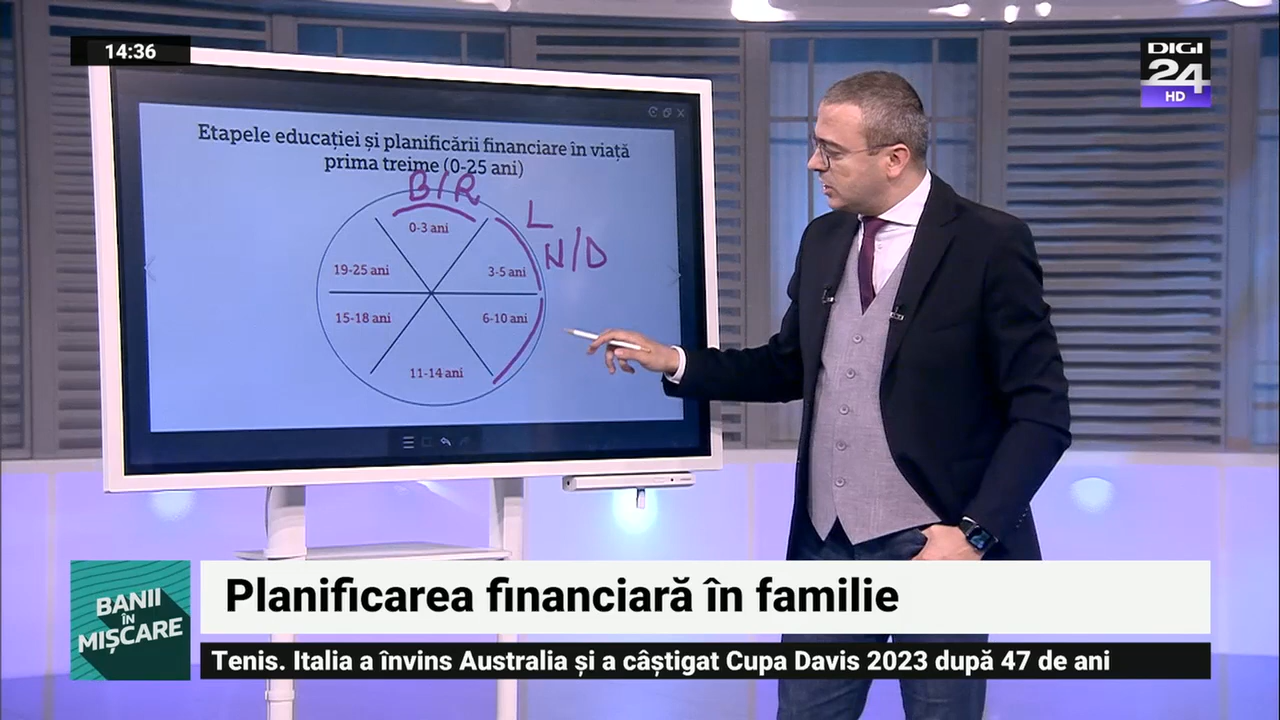 14:36
DIGI
24
HD
Etapele educației și planificării financiare în viață
prima treime (0-25 ani)
B/R
L
N/D
0-3 ani
19-25 ani
3-5 ani
15-18 ani
6-10 ani
11-14 ani
BANII
ÎN
MIȘCARE
Planificarea financiară în familie
Tenis. Italia a învins Australia și a câștigat Cupa Davis 2023 după 47 de ani